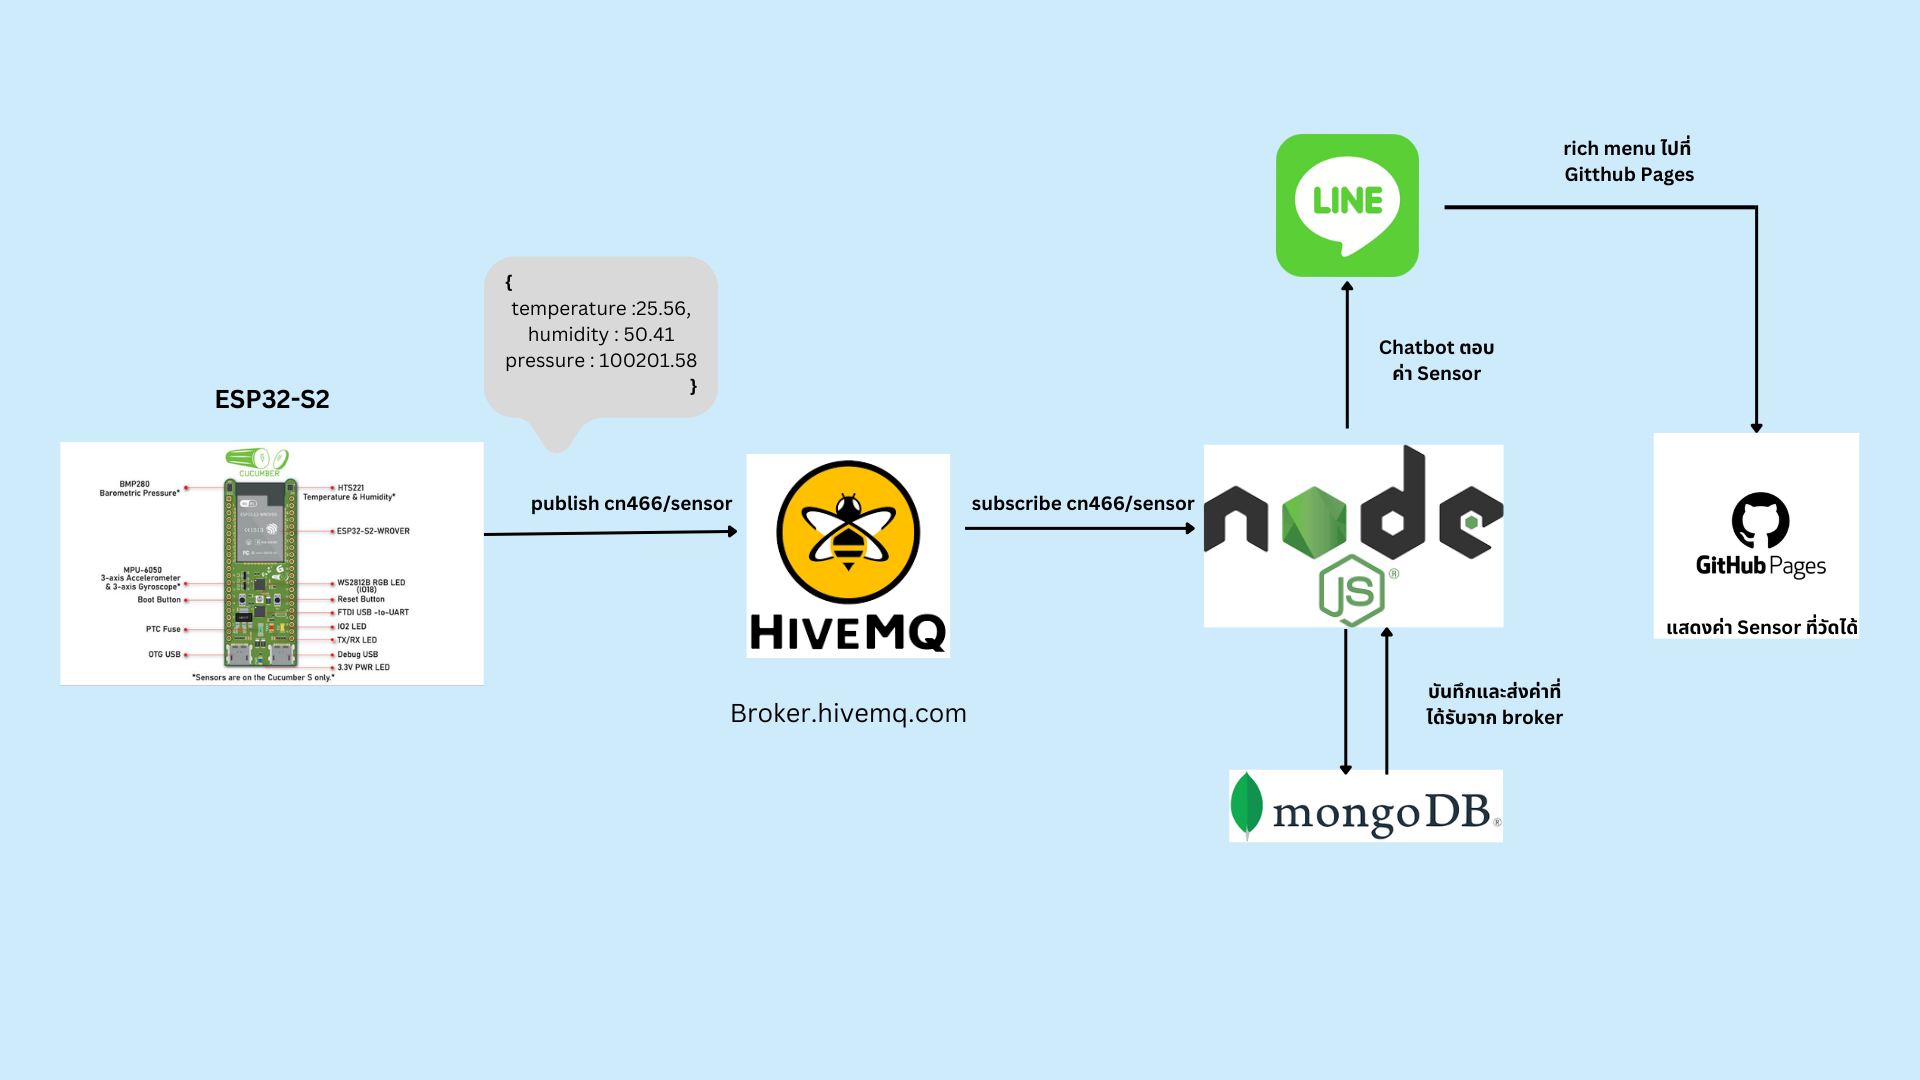 ESP32-S2
CUCUMBER
BMP280
Barometric Pressure*
HTS221
Temperature & Humidity*
ESP32-S2-WROVER
MPU-6050
3-axis Accelerometer
& 3-axis Gyroscope*
Boot Button
PTC Fuse
OTG USB
WS2812B RGB LED
(IO18)
Reset Button
FTDI USB -to-UART
IO2 LED
TX/RX LED
Debug USB
3.3V PWR LED
*Sensors are on the Cucumber S only.*
{
temperature :25.56,
humidity : 50.41
pressure : 100201.58
}
publish cn466/sensor
HIVEMQ
Broker.hivemq.com
subscribe cn466/sensor
node
JS®
LINE
Chatbot ตอบ
ค่า Sensor
rich menu ไปที่
Gitthub Pages
GitHub Pages
แสดงค่า Sensor ที่วัดได้
บันทึกและส่งค่าที่
ได้รับจาก broker
mongoDB®